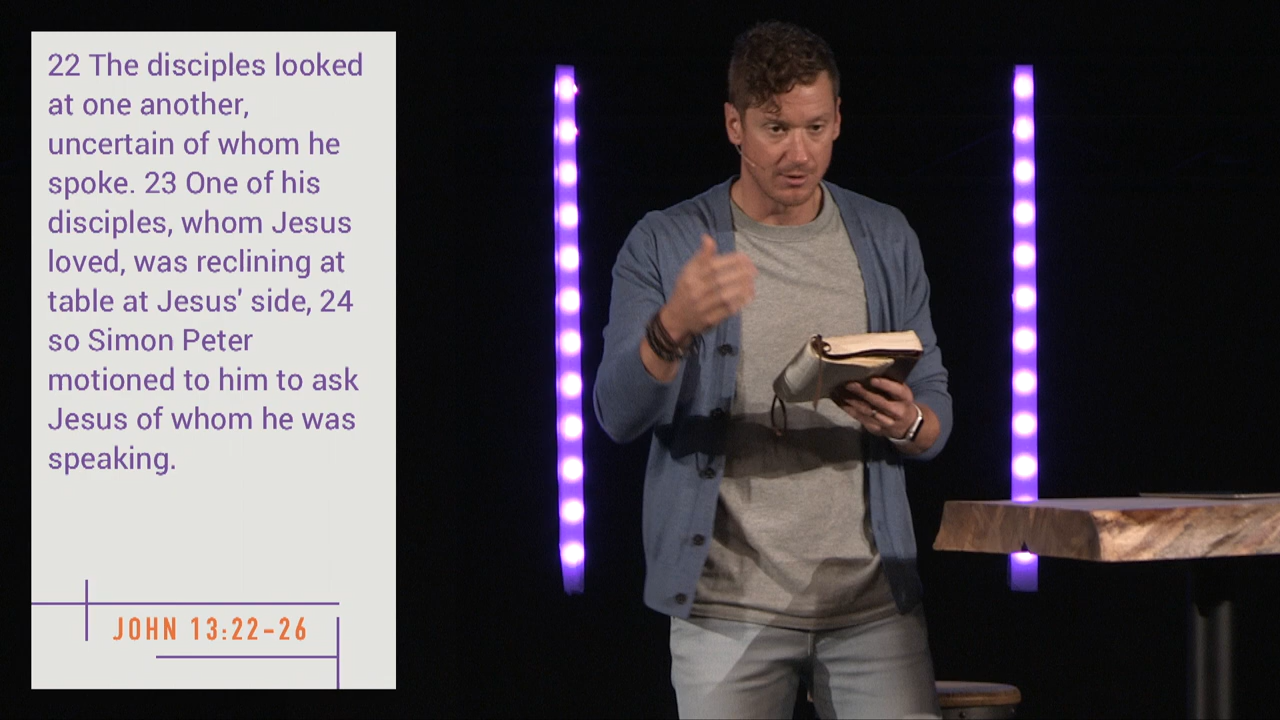 22 The disciples looked
at one another,
uncertain of whom he
spoke. 23 One of his
disciples, whom Jesus
loved, was reclining at
table at Jesus' side, 24
so Simon Peter
motioned to him to ask
Jesus of whom he was
speaking.
JOHN 13:22-26